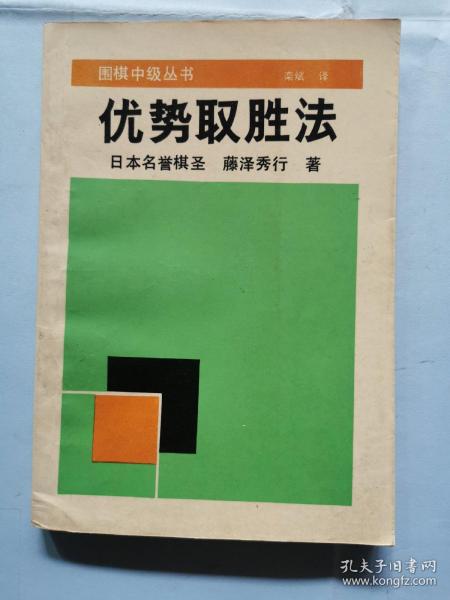 围棋中级丛书 栾斌 译
优势取胜法
日本名誉棋圣 藤泽秀行 著
孔夫子旧书网
www.kongfz.com